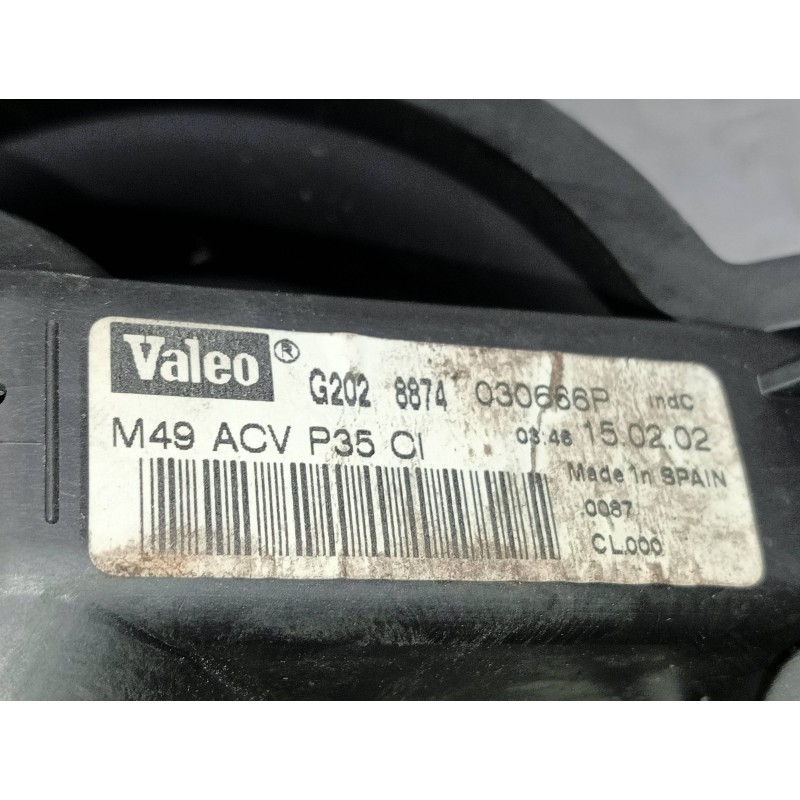 Valeo® G202 8874 030666P indC
M49 ACV P35 CI 03:46 15.02.02
Made in SPAIN
0087
CL000